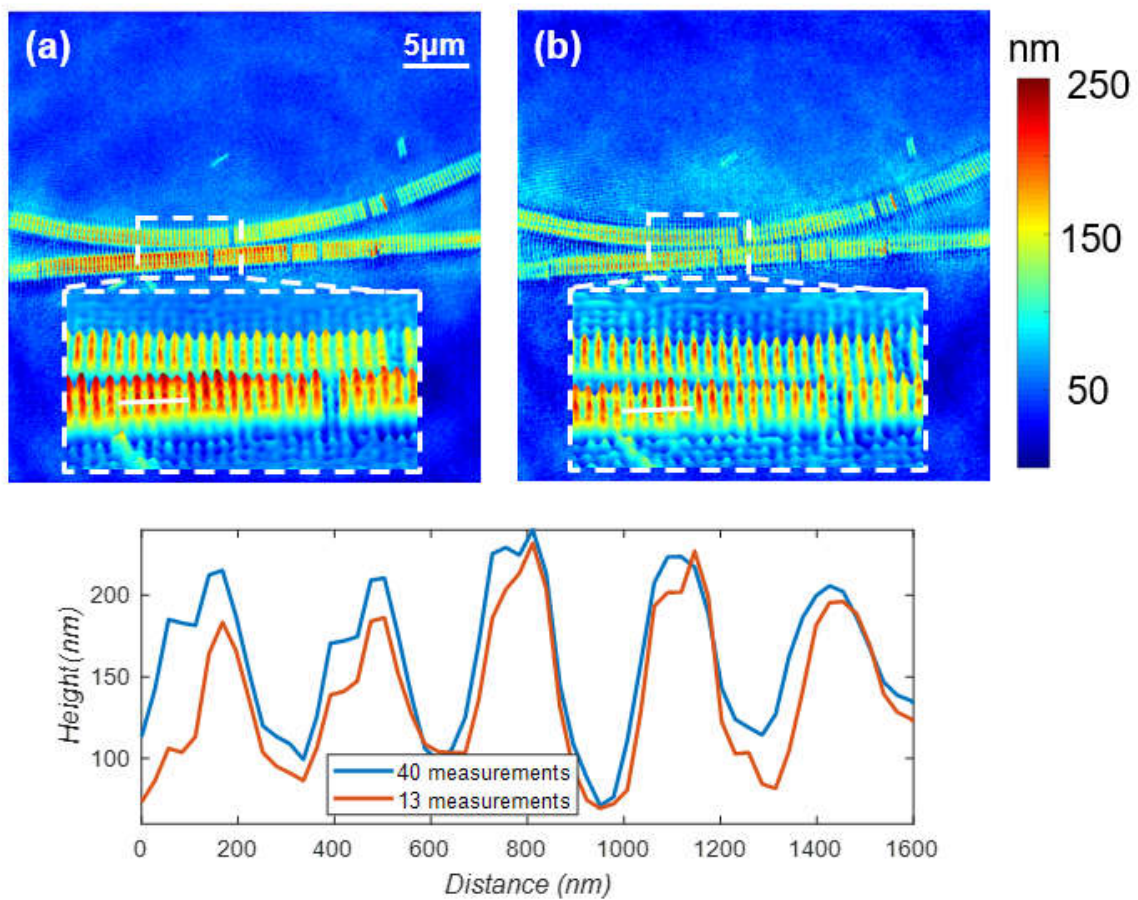 (a)
5μm
(b)
nm
250
150
50
Height (nm)
200
150
100
40 measurements
13 measurements
0
200
400
600
800
1000
1200
1400
1600
Distance (nm)